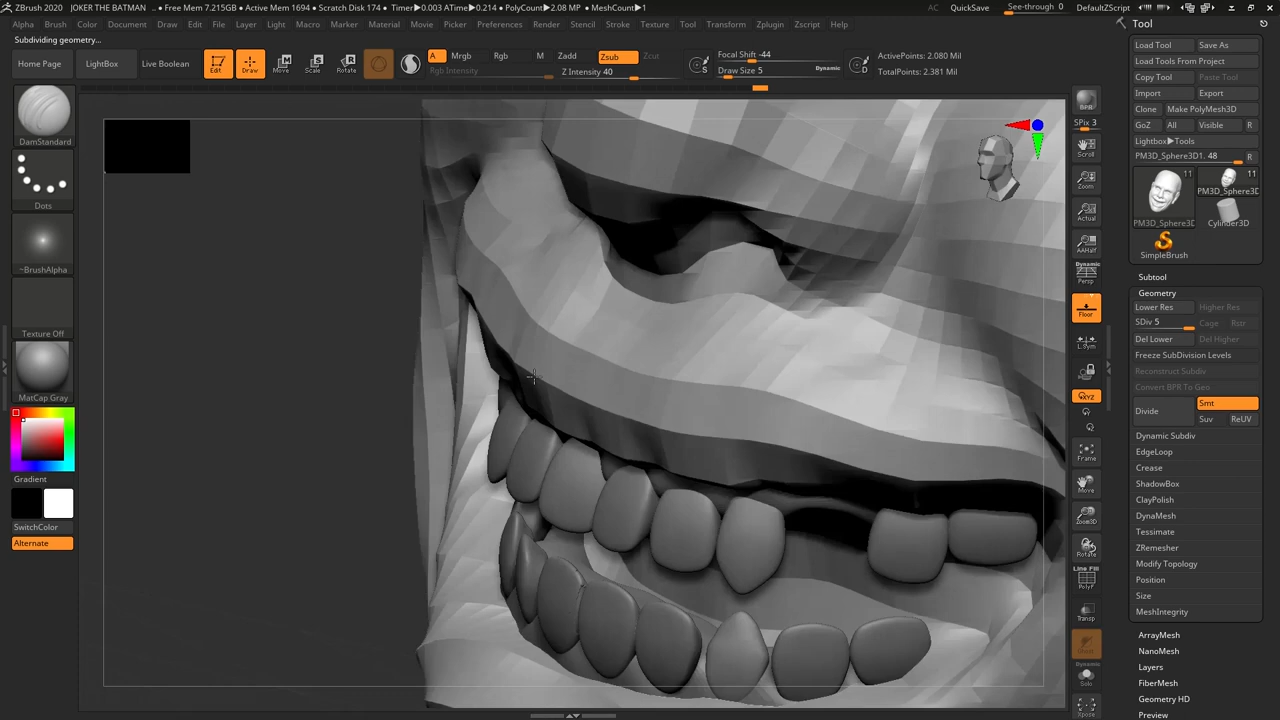 ZBrush 2020 JOKER THE BATMAN .. • Free Mem 7.215GB • Active Mem 1694 • Scratch Disk 174 • Timer▶0.003 ATime▶0.214 • PolyCount▶2.08 MP • MeshCount▶1 AC QuickSave See-through 0 DefaultZScript
Alpha Brush Color Document Draw Edit File Layer Light Macro Marker Material Movie Picker Preferences Render Stencil Stroke Texture Tool Transform Zplugin Zscript Help
Subdividing geometry...
Home Page LightBox Live Boolean Edit Draw Move Scale Rotate
A Mrgb Rgb M Zadd Zsub Zcut Focal Shift -44 ActivePoints: 2.080 Mil
Rgb Intensity Z Intensity 40 S Draw Size 5 Dynamic D TotalPoints: 2.381 Mil
DamStandard
Dots
~BrushAlpha
Texture Off
MatCap Gray
Gradient
SwitchColor
Alternate
BPR
SPix 3
Scroll
Zoom
Actual
AAHalf
Dynamic
Persp
Floor
L.Sym
XYZ
Frame
Move
Zoom3D
Rotate
Line Fill
PolyF
Transp
Ghost
Dynamic
Solo
Xpose
Tool
Load Tool Save As
Load Tools From Project
Copy Tool Paste Tool
Import Export
Clone Make PolyMesh3D
GoZ All Visible R
Lightbox▶Tools
PM3D_Sphere3D1. 48 R
11 11
PM3D_Sphere3D
PM3D_Sphere3D Cylinder3D
SimpleBrush
Subtool
Geometry
Lower Res Higher Res
SDiv 5 Cage Rstr
Del Lower Del Higher
Freeze SubDivision Levels
Reconstruct Subdiv
Convert BPR To Geo
Divide Smt
Suv ReUV
Dynamic Subdiv
EdgeLoop
Crease
ShadowBox
ClayPolish
DynaMesh
Tessimate
ZRemesher
Modify Topology
Position
Size
MeshIntegrity
ArrayMesh
NanoMesh
Layers
FiberMesh
Geometry HD
Preview